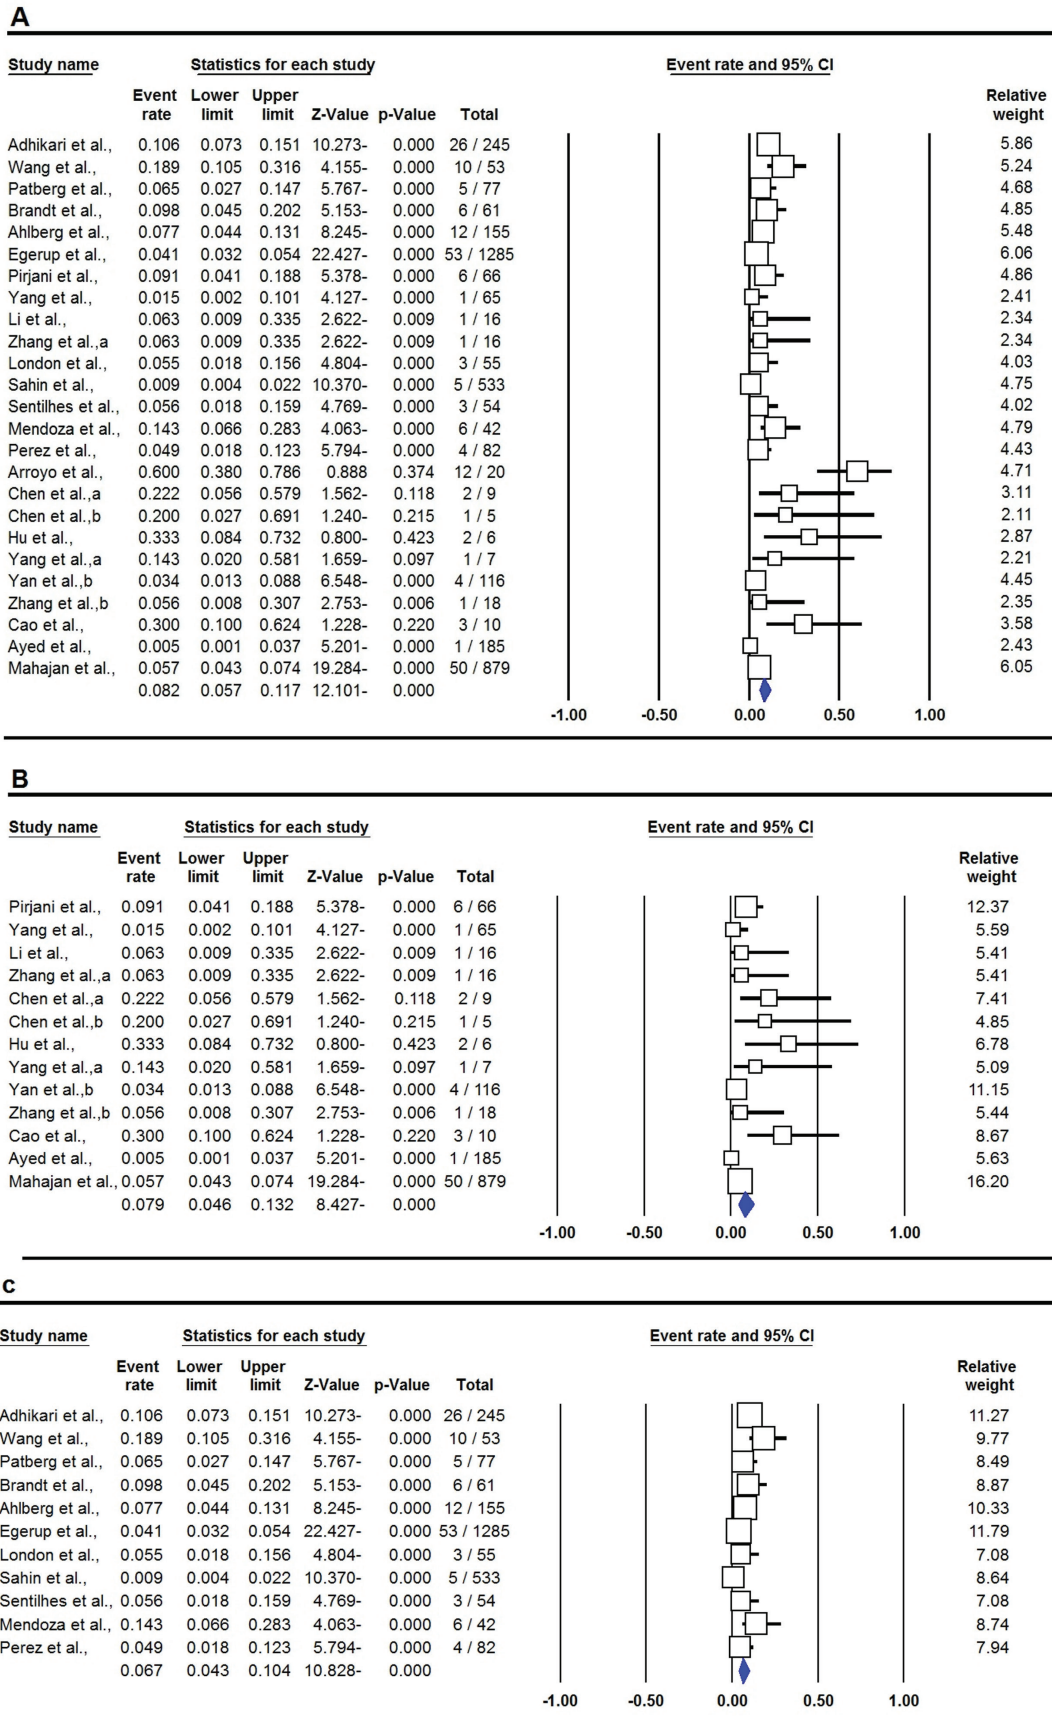 A
Study name Statistics for each study Event rate and 95% CI
Event Lower Upper Relative
rate limit limit Z-Value p-Value Total weight
Adhikari et al., 0.106 0.073 0.151 10.273- 0.000 26 / 245 5.86
Wang et al., 0.189 0.105 0.316 4.155- 0.000 10 / 53 5.24
Patberg et al., 0.065 0.027 0.147 5.767- 0.000 5 / 77 4.68
Brandt et al., 0.098 0.045 0.202 5.153- 0.000 6 / 61 4.85
Ahlberg et al., 0.077 0.044 0.131 8.245- 0.000 12 / 155 5.48
Egerup et al., 0.041 0.032 0.054 22.427- 0.000 53 / 1285 6.06
Pirjani et al., 0.091 0.041 0.188 5.378- 0.000 6 / 66 4.86
Yang et al., 0.015 0.002 0.101 4.127- 0.000 1 / 65 2.41
Li et al., 0.063 0.009 0.335 2.622- 0.009 1 / 16 2.34
Zhang et al.,a 0.063 0.009 0.335 2.622- 0.009 1 / 16 2.34
London et al., 0.055 0.018 0.156 4.804- 0.000 3 / 55 4.03
Sahin et al., 0.009 0.004 0.022 10.370- 0.000 5 / 533 4.75
Sentilhes et al., 0.056 0.018 0.159 4.769- 0.000 3 / 54 4.02
Mendoza et al., 0.143 0.066 0.283 4.063- 0.000 6 / 42 4.79
Perez et al., 0.049 0.018 0.123 5.794- 0.000 4 / 82 4.43
Arroyo et al., 0.600 0.380 0.786 0.888 0.374 12 / 20 4.71
Chen et al.,a 0.222 0.056 0.579 1.562- 0.118 2 / 9 3.11
Chen et al.,b 0.200 0.027 0.691 1.240- 0.215 1 / 5 2.11
Hu et al., 0.333 0.084 0.732 0.800- 0.423 2 / 6 2.87
Yang et al.,a 0.143 0.020 0.581 1.659- 0.097 1 / 7 2.21
Yan et al.,b 0.034 0.013 0.088 6.548- 0.000 4 / 116 4.45
Zhang et al.,b 0.056 0.008 0.307 2.753- 0.006 1 / 18 2.35
Cao et al., 0.300 0.100 0.624 1.228- 0.220 3 / 10 3.58
Ayed et al., 0.005 0.001 0.037 5.201- 0.000 1 / 185 2.43
Mahajan et al., 0.057 0.043 0.074 19.284- 0.000 50 / 879 6.05
0.082 0.057 0.117 12.101- 0.000
-1.00 -0.50 0.00 0.50 1.00
B
Study name Statistics for each study Event rate and 95% CI
Event Lower Upper Relative
rate limit limit Z-Value p-Value Total weight
Pirjani et al., 0.091 0.041 0.188 5.378- 0.000 6 / 66 12.37
Yang et al., 0.015 0.002 0.101 4.127- 0.000 1 / 65 5.59
Li et al., 0.063 0.009 0.335 2.622- 0.009 1 / 16 5.41
Zhang et al.,a 0.063 0.009 0.335 2.622- 0.009 1 / 16 5.41
Chen et al.,a 0.222 0.056 0.579 1.562- 0.118 2 / 9 7.41
Chen et al.,b 0.200 0.027 0.691 1.240- 0.215 1 / 5 4.85
Hu et al., 0.333 0.084 0.732 0.800- 0.423 2 / 6 6.78
Yang et al.,a 0.143 0.020 0.581 1.659- 0.097 1 / 7 5.09
Yan et al.,b 0.034 0.013 0.088 6.548- 0.000 4 / 116 11.15
Zhang et al.,b 0.056 0.008 0.307 2.753- 0.006 1 / 18 5.44
Cao et al., 0.300 0.100 0.624 1.228- 0.220 3 / 10 8.67
Ayed et al., 0.005 0.001 0.037 5.201- 0.000 1 / 185 5.63
Mahajan et al., 0.057 0.043 0.074 19.284- 0.000 50 / 879 16.20
0.079 0.046 0.132 8.427- 0.000
-1.00 -0.50 0.00 0.50 1.00
c
Study name Statistics for each study Event rate and 95% CI
Event Lower Upper Relative
rate limit limit Z-Value p-Value Total weight
Adhikari et al., 0.106 0.073 0.151 10.273- 0.000 26 / 245 11.27
Wang et al., 0.189 0.105 0.316 4.155- 0.000 10 / 53 9.77
Patberg et al., 0.065 0.027 0.147 5.767- 0.000 5 / 77 8.49
Brandt et al., 0.098 0.045 0.202 5.153- 0.000 6 / 61 8.87
Ahlberg et al., 0.077 0.044 0.131 8.245- 0.000 12 / 155 10.33
Egerup et al., 0.041 0.032 0.054 22.427- 0.000 53 / 1285 11.79
London et al., 0.055 0.018 0.156 4.804- 0.000 3 / 55 7.08
Sahin et al., 0.009 0.004 0.022 10.370- 0.000 5 / 533 8.64
Sentilhes et al., 0.056 0.018 0.159 4.769- 0.000 3 / 54 7.08
Mendoza et al., 0.143 0.066 0.283 4.063- 0.000 6 / 42 8.74
Perez et al., 0.049 0.018 0.123 5.794- 0.000 4 / 82 7.94
0.067 0.043 0.104 10.828- 0.000
-1.00 -0.50 0.00 0.50 1.00